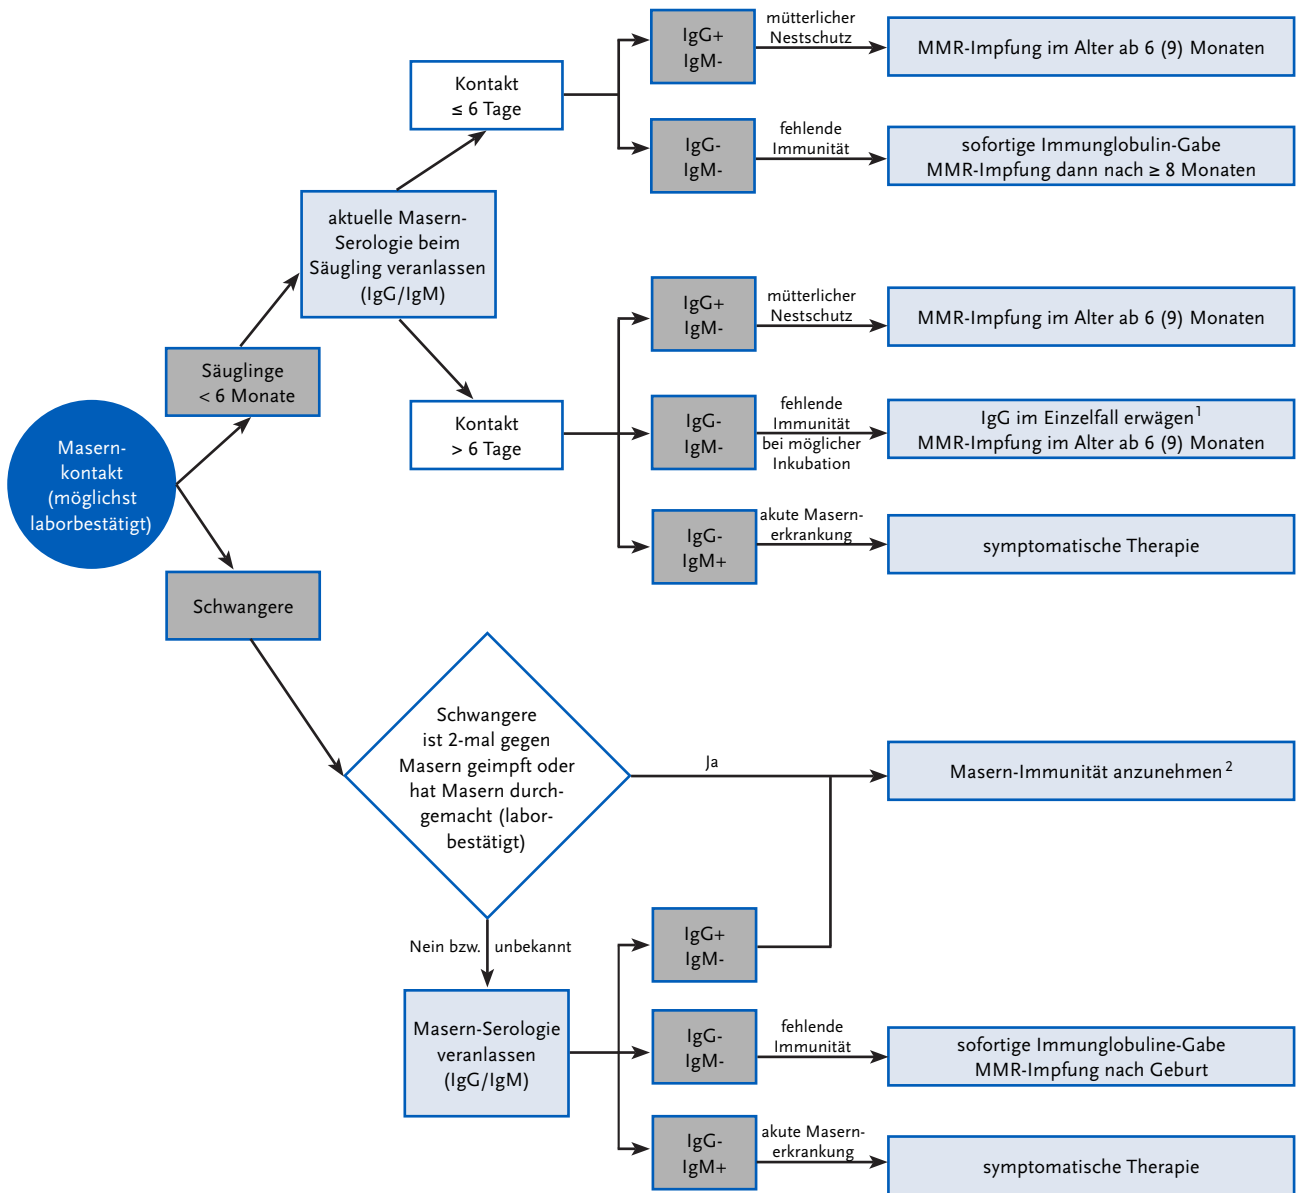 Masern-
kontakt
(möglichst
laborbestätigt)
Säuglinge
< 6 Monate
aktuelle Masern-
Serologie beim
Säugling veranlassen
(IgG/IgM)
Kontakt
≤ 6 Tage
IgG+
IgM-
mütterlicher
Nestschutz
MMR-Impfung im Alter ab 6 (9) Monaten
IgG-
IgM-
fehlende
Immunität
sofortige Immunglobulin-Gabe
MMR-Impfung dann nach ≥ 8 Monaten
Kontakt
> 6 Tage
IgG+
IgM-
mütterlicher
Nestschutz
MMR-Impfung im Alter ab 6 (9) Monaten
IgG-
IgM-
fehlende
Immunität
bei möglicher
Inkubation
IgG im Einzelfall erwägen¹
MMR-Impfung im Alter ab 6 (9) Monaten
IgG-
IgM+
akute Masern-
erkrankung
symptomatische Therapie
Schwangere
Schwangere
ist 2-mal gegen
Masern geimpft oder
hat Masern durch-
gemacht (labor-
bestätigt)
Ja
Masern-Immunität anzunehmen²
Nein bzw. unbekannt
Masern-Serologie
veranlassen
(IgG/IgM)
IgG+
IgM-
IgG-
IgM-
fehlende
Immunität
sofortige Immunglobuline-Gabe
MMR-Impfung nach Geburt
IgG-
IgM+
akute Masern-
erkrankung
symptomatische Therapie